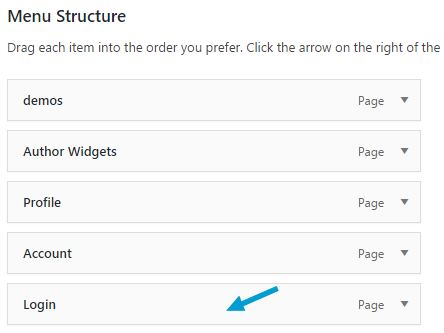 Menu Structure
Drag each item into the order you prefer. Click the arrow on the right of the
demos Page
Author Widgets Page
Profile Page
Account Page
Login Page